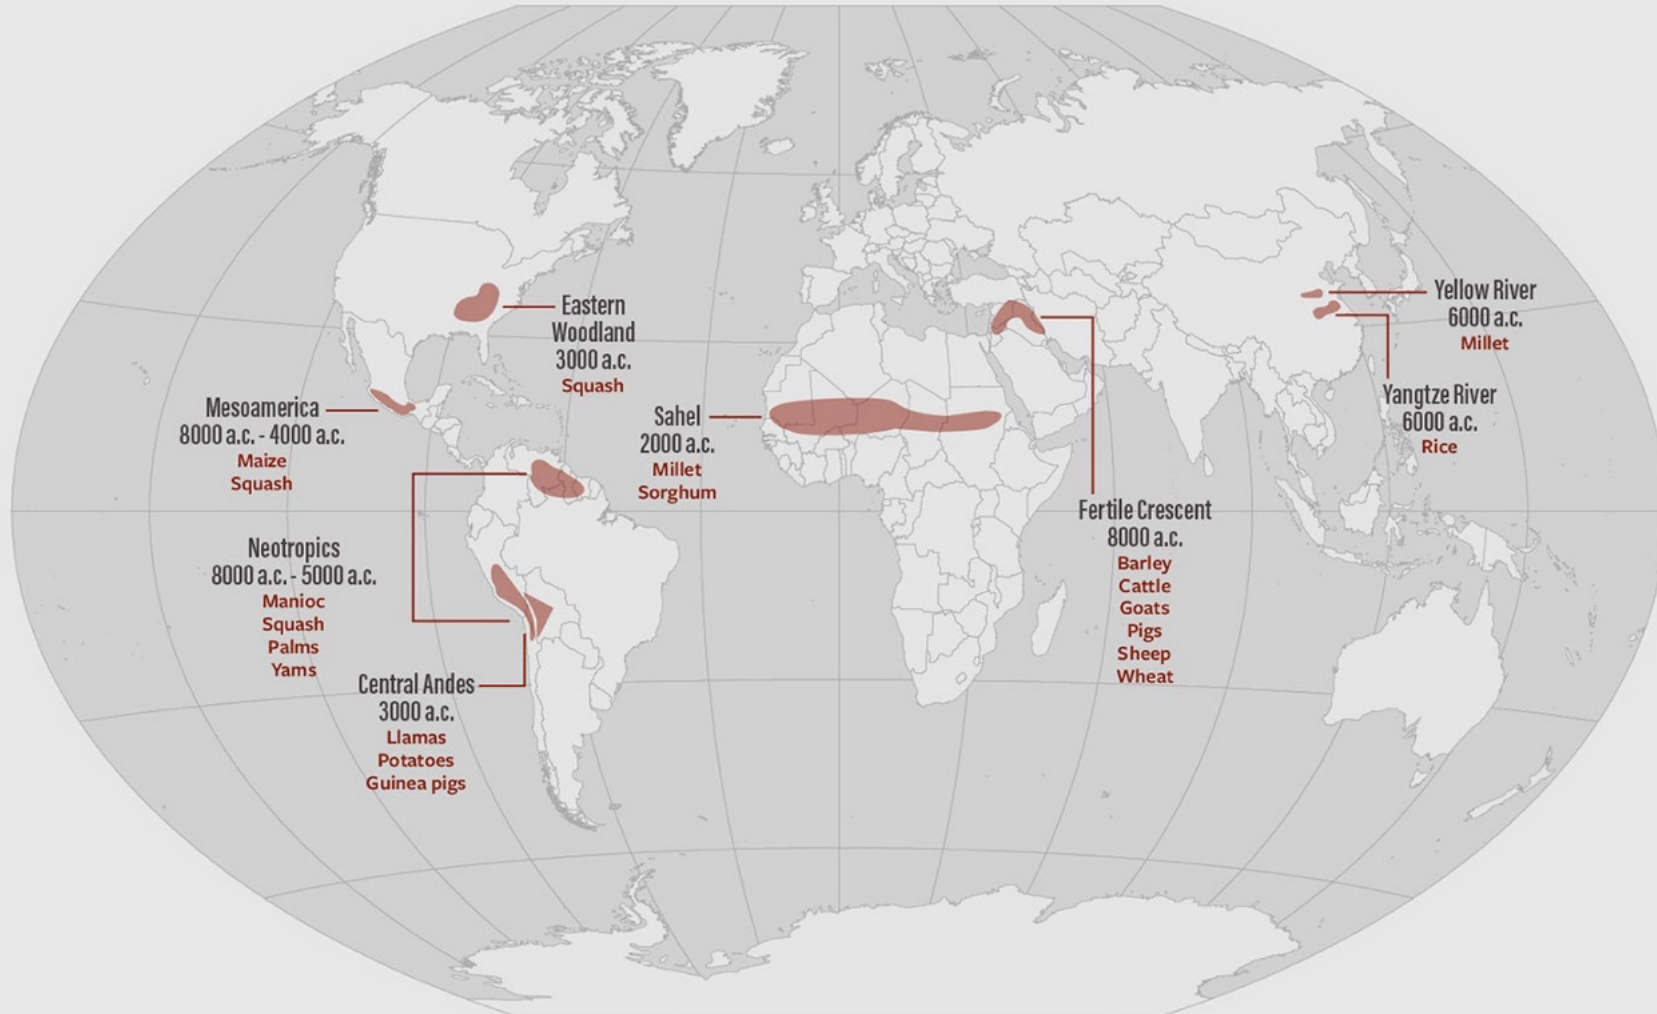 Eastern
Woodland
3000 a.c.
Squash
Mesoamerica
8000 a.c. - 4000 a.c.
Maize
Squash
Sahel
2000 a.c.
Millet
Sorghum
Yellow River
6000 a.c.
Millet
Yangtze River
6000 a.c.
Rice
Neotropics
8000 a.c. - 5000 a.c.
Manioc
Squash
Palms
Yams
Fertile Crescent
8000 a.c.
Barley
Cattle
Goats
Pigs
Sheep
Wheat
Central Andes
3000 a.c.
Llamas
Potatoes
Guinea pigs